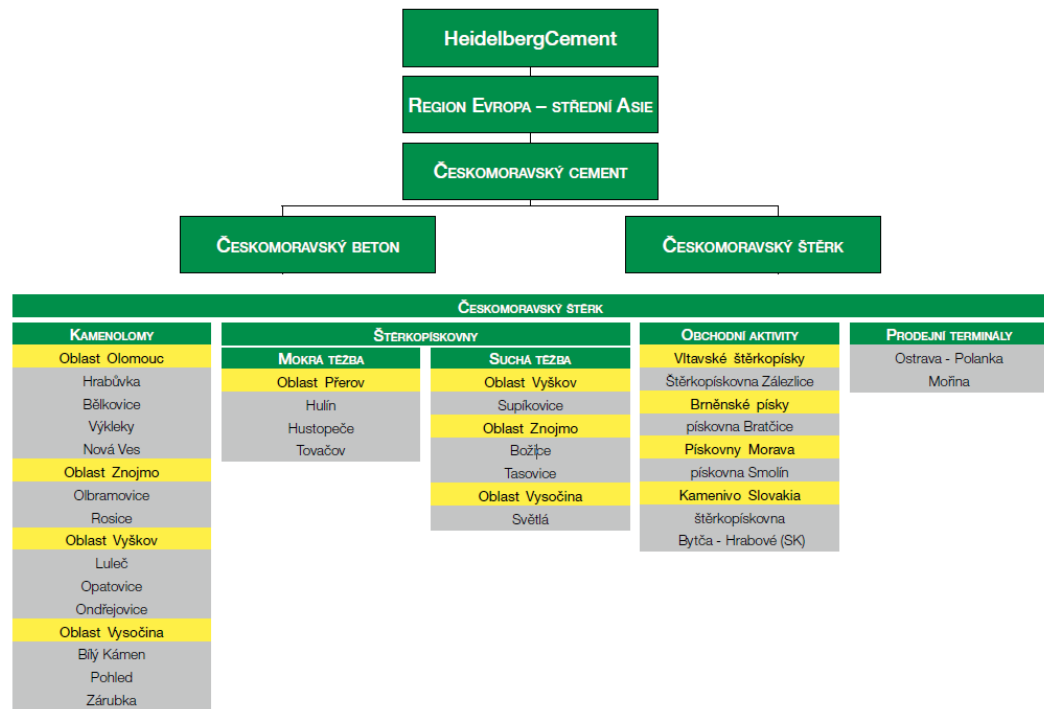 HeidelbergCement
Region Evropa – střední Asie
Českomoravský cement
Českomoravský beton
Českomoravský štěrk
Českomoravský štěrk
Kamenolomy
Oblast Olomouc
Hrabůvka
Bělkovice
Výkleky
Nová Ves
Oblast Znojmo
Olbramovice
Rosice
Oblast Vyškov
Luleč
Opatovice
Ondřejovice
Oblast Vysočina
Bílý Kámen
Pohled
Zárubka
Štěrkopískovny
Mokrá těžba
Oblast Přerov
Hulín
Hustopeče
Tovačov
Suchá těžba
Oblast Vyškov
Supíkovice
Oblast Znojmo
Božice
Tasovice
Oblast Vysočina
Světlá
Obchodní aktivity
Vltavské štěrkopísky
Štěrkopískovna Zálezlice
Brněnské písky
pískovna Bratčice
Pískovny Morava
pískovna Smolín
Kamenivo Slovakia
štěrkopískovna
Bytča - Hrabové (SK)
Prodejní terminály
Ostrava - Polanka
Mořina